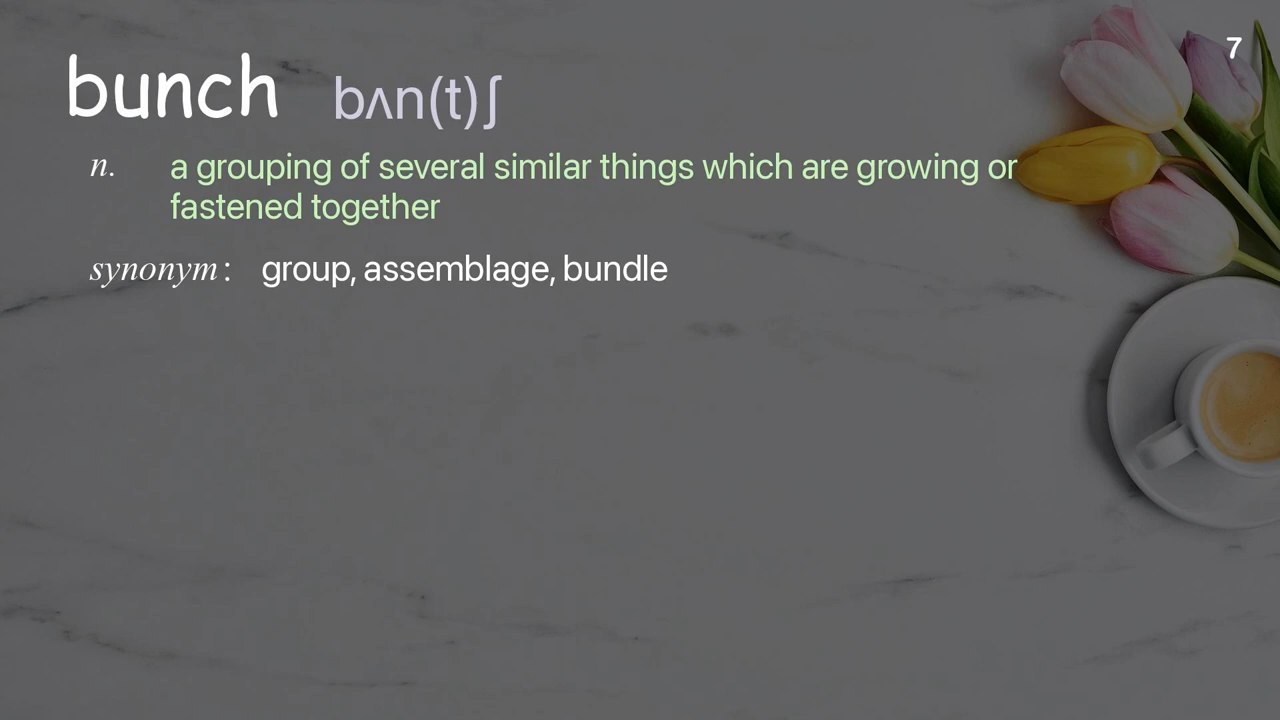 7
bunch bʌn(t)ʃ
n. a grouping of several similar things which are growing or
fastened together
synonym: group, assemblage, bundle